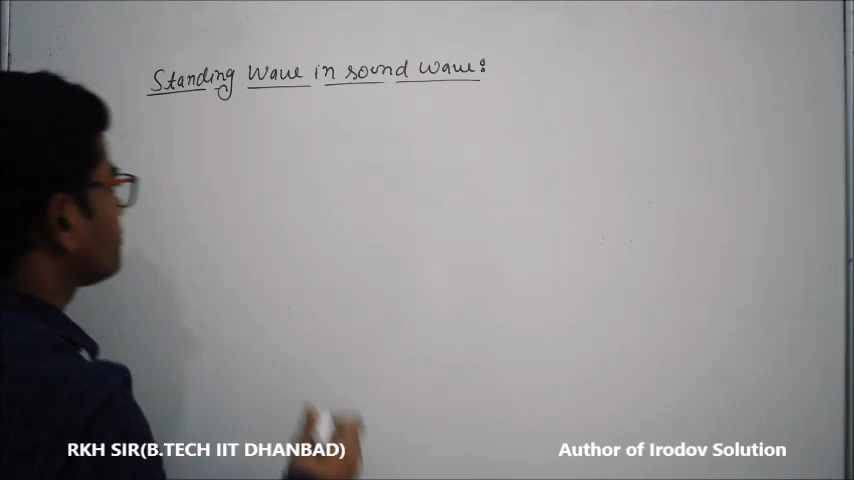 Standing Wave in sound wave:
RKH SIR(B.TECH IIT DHANBAD)
Author of Irodov Solution